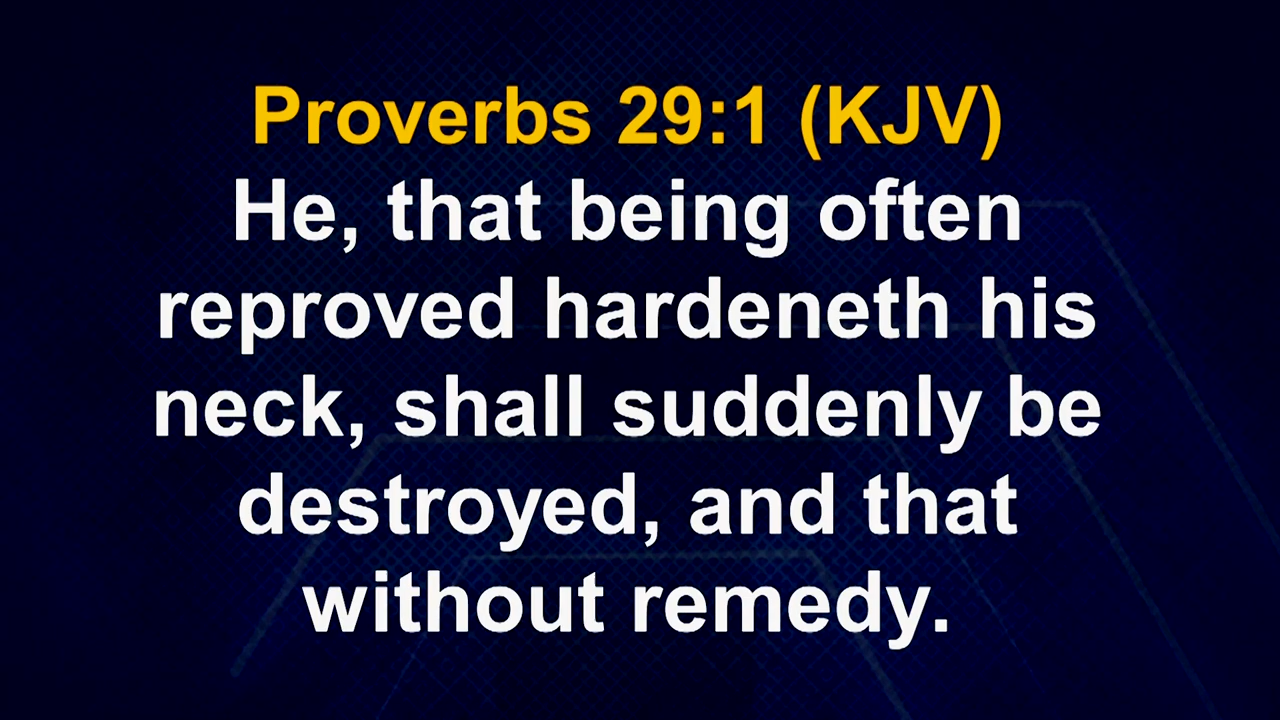 Proverbs 29:1 (KJV)
He, that being often
reproved hardeneth his
neck, shall suddenly be
destroyed, and that
without remedy.